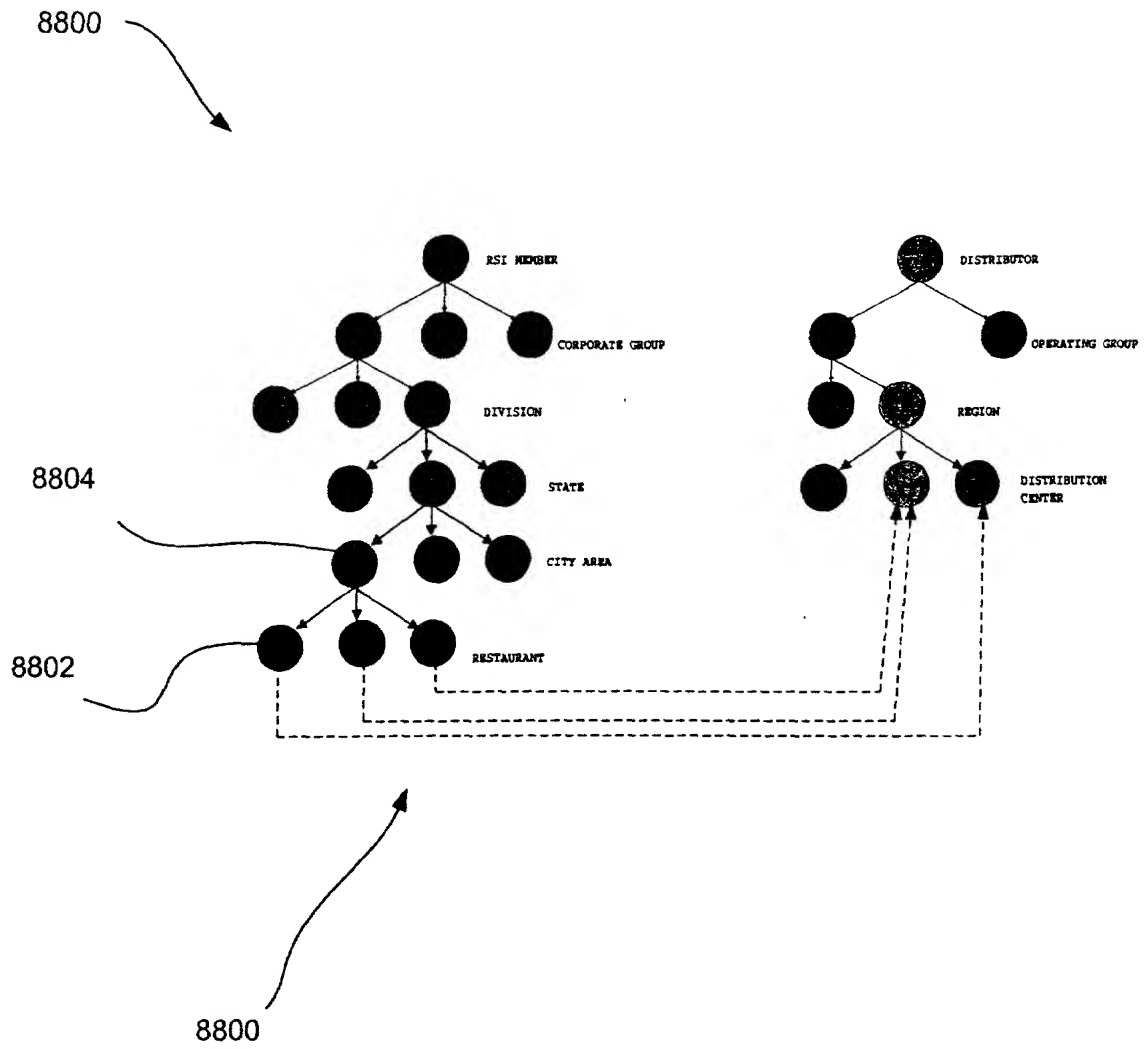 8800
RSI MEMBER
DISTRIBUTOR
CORPORATE GROUP
OPERATING GROUP
DIVISION
REGION
8804
STATE
DISTRIBUTION
CENTER
CITY AREA
8802
RESTAURANT
8800